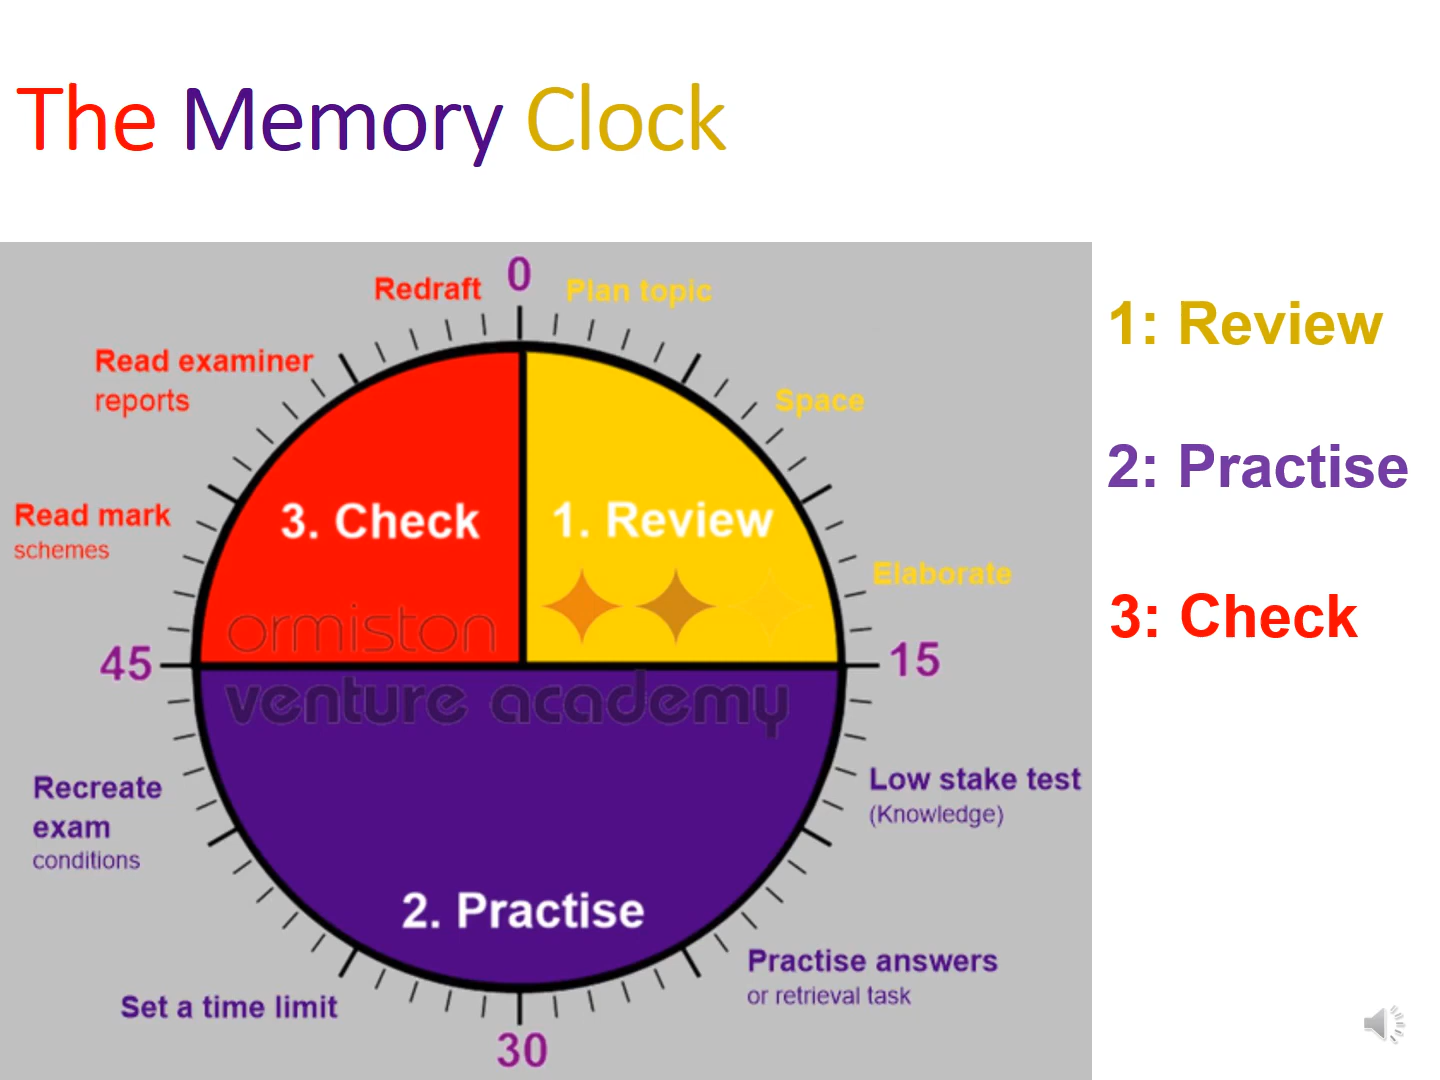 The Memory Clock
0
Redraft
Plan topic
Read examiner
reports
Space
Read mark
schemes
3. Check
1. Review
Elaborate
ormiston
venture academy
45
15
Recreate
exam
conditions
Low stake test
(Knowledge)
2. Practise
Practise answers
or retrieval task
Set a time limit
30
1: Review
2: Practise
3: Check